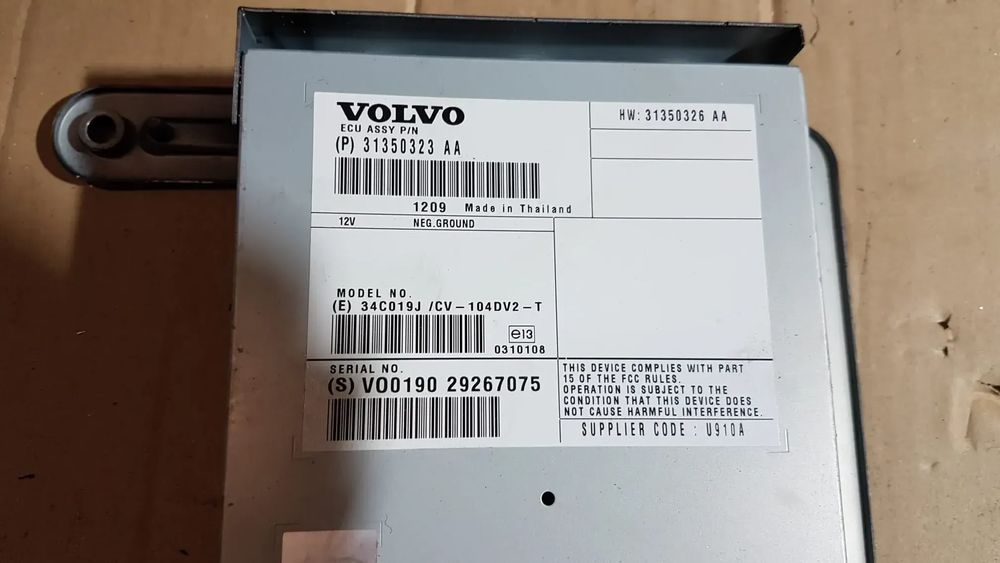 VOLVO
ECU ASSY P/N
(P) 31350323 AA
1209 Made in Thailand
HW: 31350326 AA
12V NEG.GROUND
MODEL NO.
(E) 34C019J /CV-104DV2-T
e13
0310108
SERIAL NO.
(S) VO0190 29267075
THIS DEVICE COMPLIES WITH PART
15 OF THE FCC RULES.
OPERATION IS SUBJECT TO THE
CONDITION THAT THIS DEVICE DOES
NOT CAUSE HARMFUL INTERFERENCE.
SUPPLIER CODE : U910A